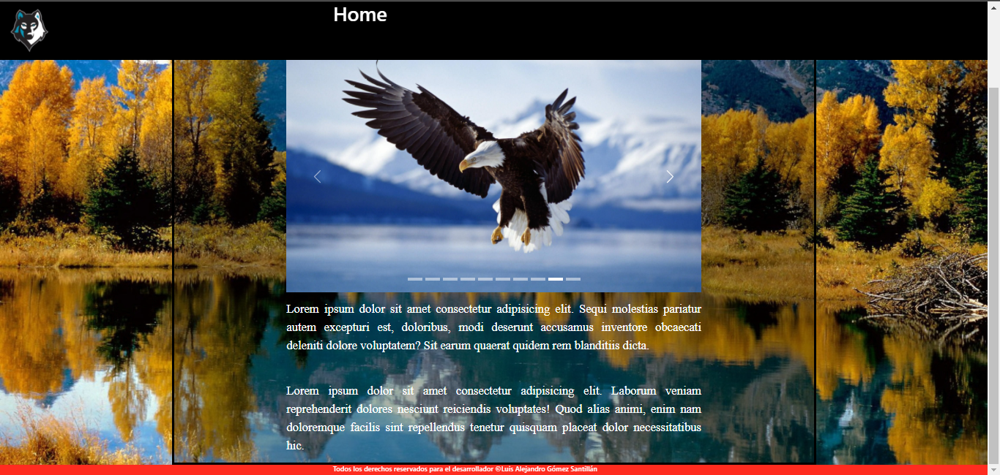 Home
Lorem ipsum dolor sit amet consectetur adipisicing elit. Sequi molestias pariatur
autem excepturi est, doloribus, modi deserunt accusamus inventore obcaecati
deleniti dolore voluptatem? Sit earum quaerat quidem rem blanditiis dicta.
Lorem ipsum dolor sit amet consectetur adipisicing elit. Laborum veniam
reprehenderit dolores nesciunt reiciendis voluptates! Quod alias animi, enim nam
doloremque facilis sint repellendus tenetur quisquam placeat dolor necessitatibus
hic.
Todos los derechos reservados para el desarrollador ©Luis Alejandro Gómez Santillán